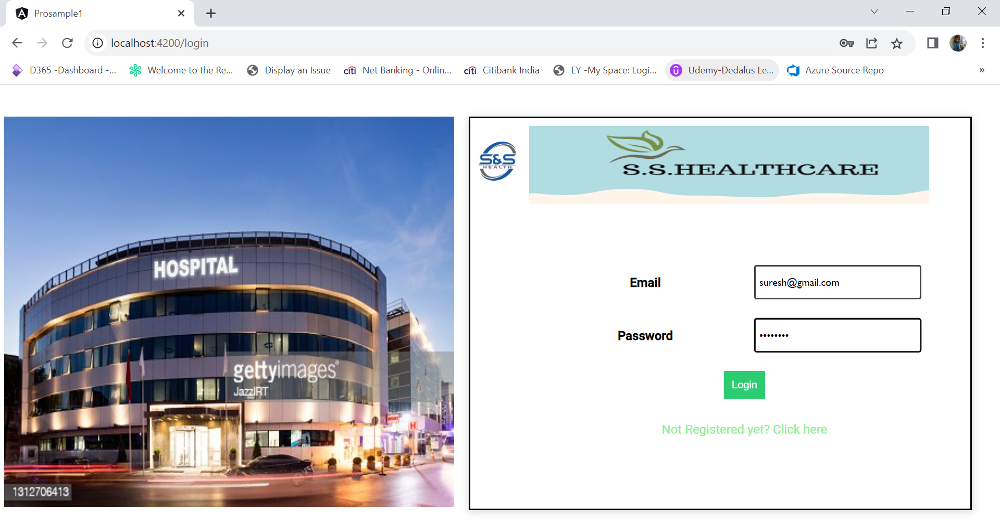 Prosample1
localhost:4200/login
D365 -Dashboard -...
Welcome to the Re...
Display an Issue
citi
Net Banking - Onlin...
citi
Citibank India
EY -My Space: Logi...
Udemy-Dedalus Le...
Azure Source Repo
»
HOSPITAL
gettyimages®
JazzIRT
H
1312706413
S&S
HEALTH
S.S.HEALTHCARE
Email
suresh@gmail.com
Password
••••••••
Login
Not Registered yet? Click here